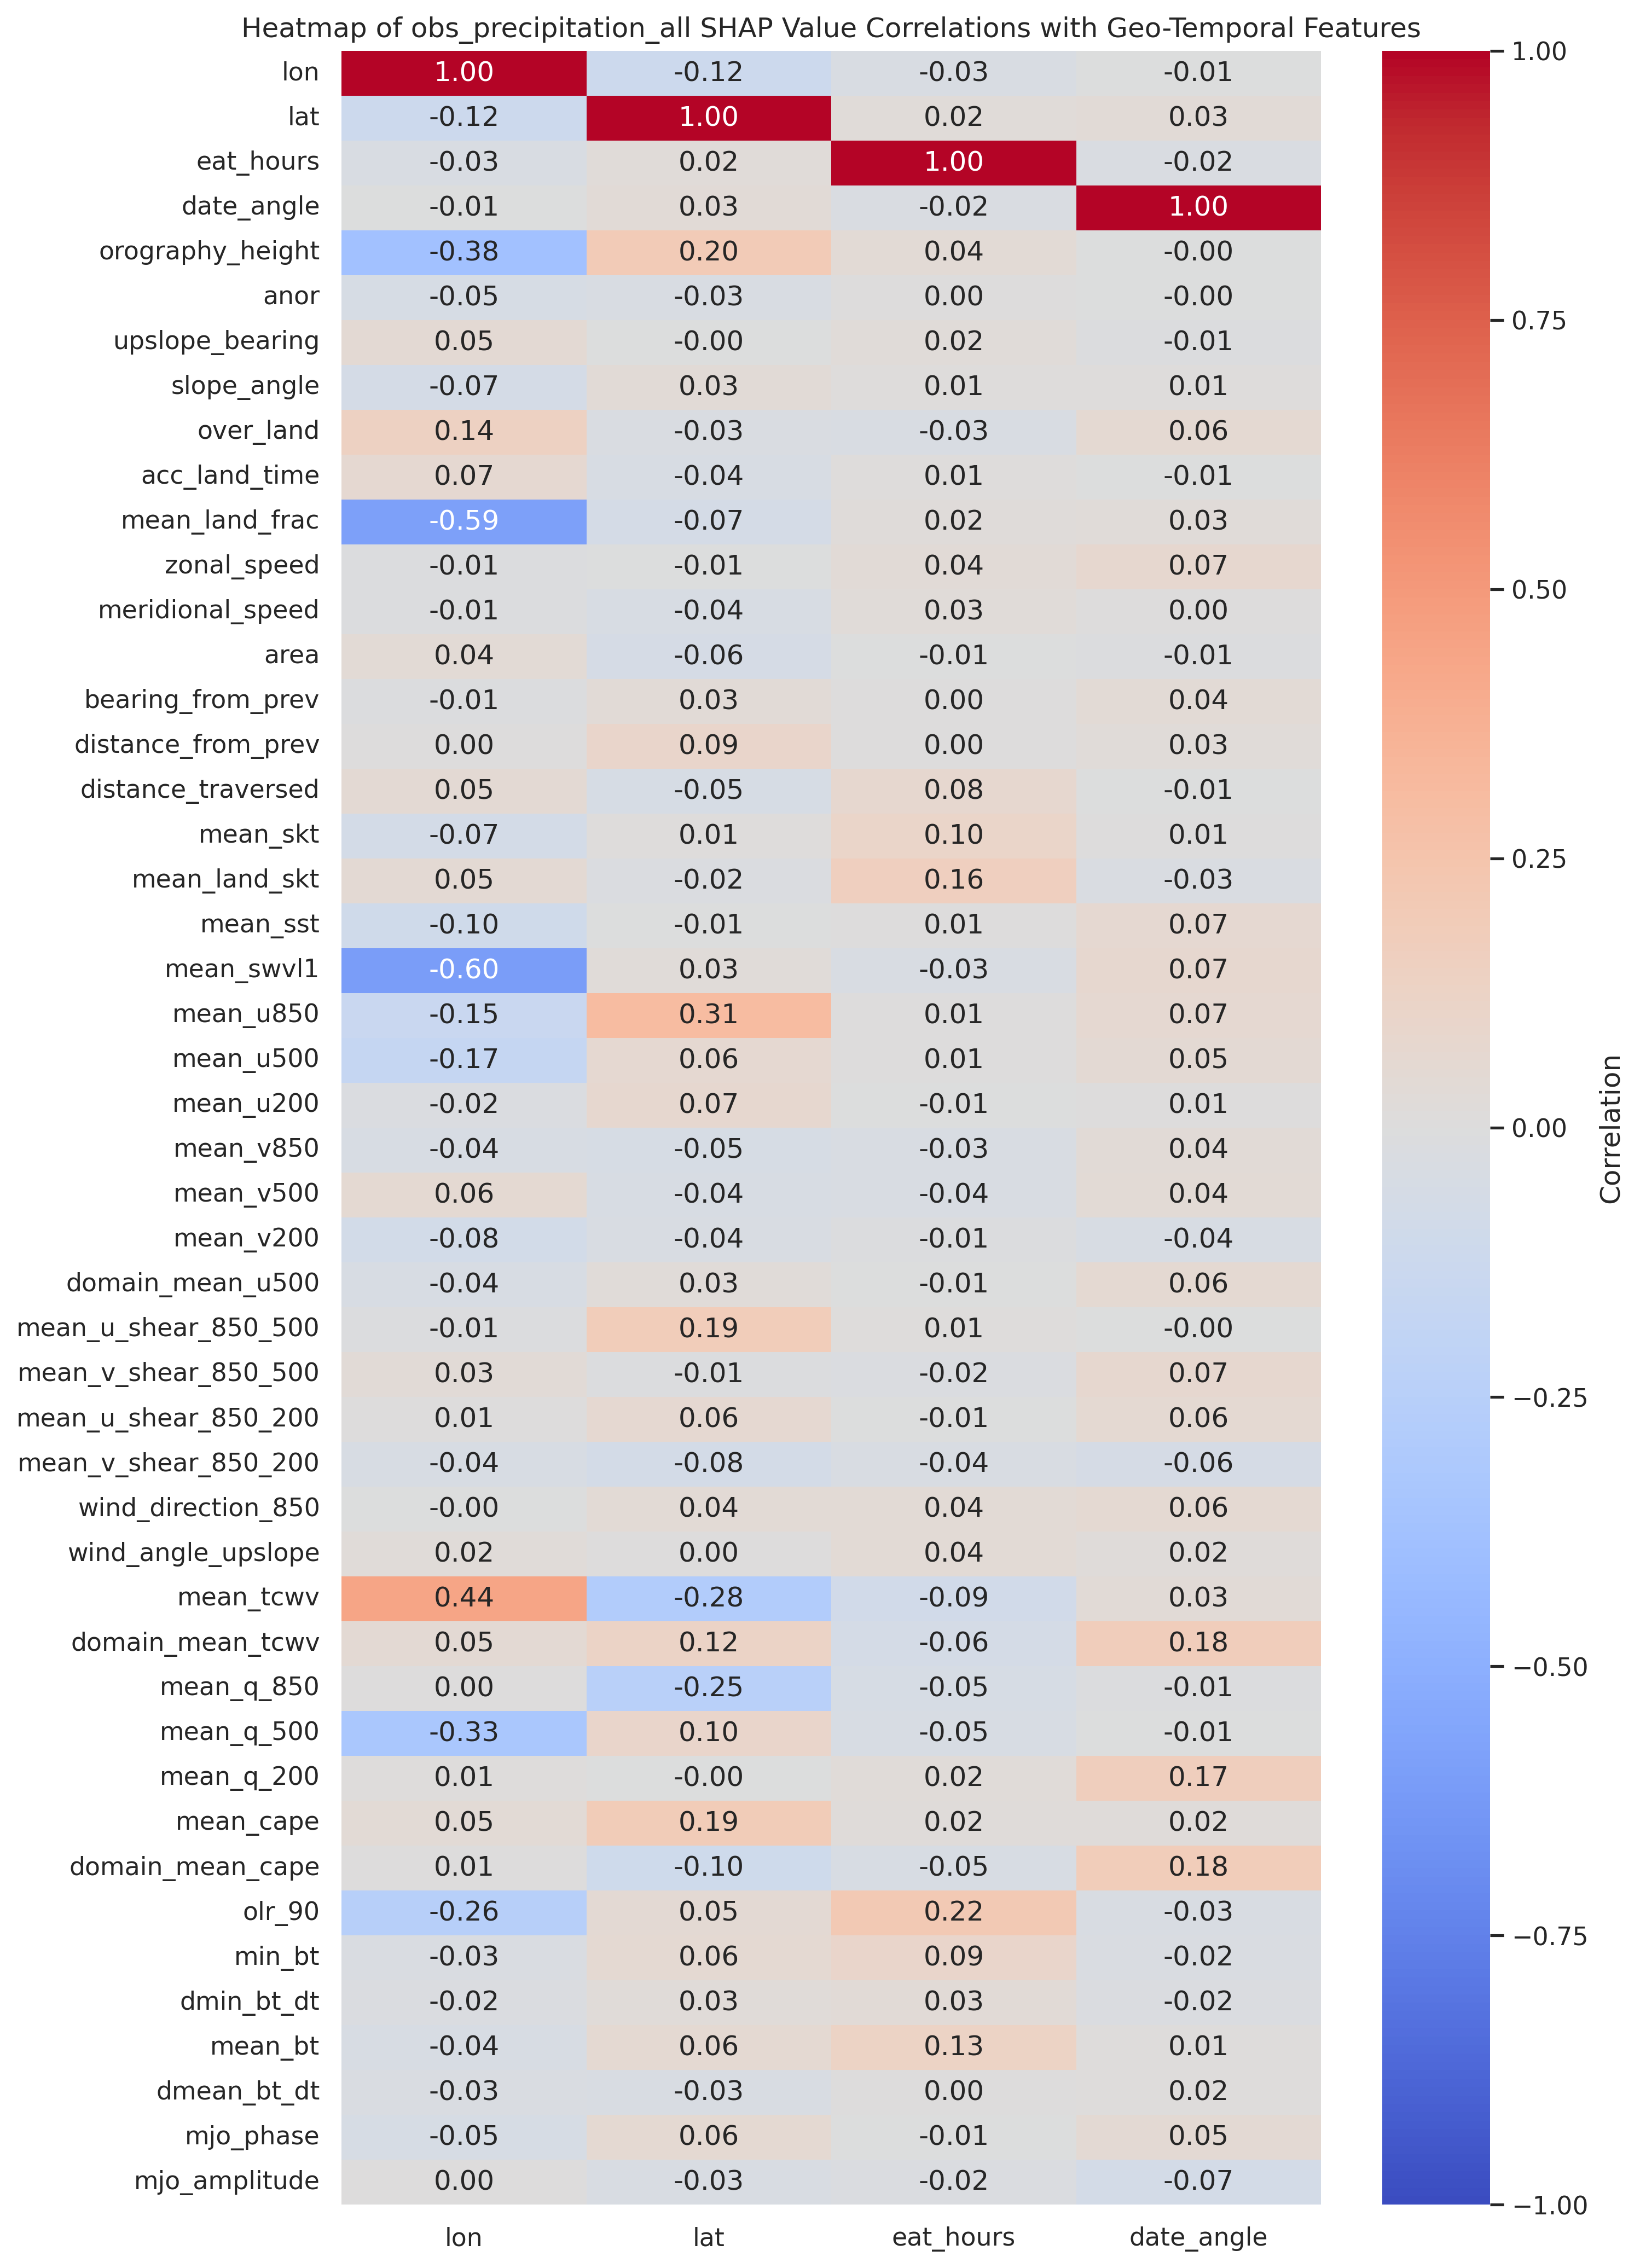 Heatmap of obs_precipitation_all SHAP Value Correlations with Geo-Temporal Features
lon 1.00 -0.12 -0.03 -0.01
lat -0.12 1.00 0.02 0.03
eat_hours -0.03 0.02 1.00 -0.02
date_angle -0.01 0.03 -0.02 1.00
orography_height -0.38 0.20 0.04 -0.00
anor -0.05 -0.03 0.00 -0.00
upslope_bearing 0.05 -0.00 0.02 -0.01
slope_angle -0.07 0.03 0.01 0.01
over_land 0.14 -0.03 -0.03 0.06
acc_land_time 0.07 -0.04 0.01 -0.01
mean_land_frac -0.59 -0.07 0.02 0.03
zonal_speed -0.01 -0.01 0.04 0.07
meridional_speed -0.01 -0.04 0.03 0.00
area 0.04 -0.06 -0.01 -0.01
bearing_from_prev -0.01 0.03 0.00 0.04
distance_from_prev 0.00 0.09 0.00 0.03
distance_traversed 0.05 -0.05 0.08 -0.01
mean_skt -0.07 0.01 0.10 0.01
mean_land_skt 0.05 -0.02 0.16 -0.03
mean_sst -0.10 -0.01 0.01 0.07
mean_swvl1 -0.60 0.03 -0.03 0.07
mean_u850 -0.15 0.31 0.01 0.07
mean_u500 -0.17 0.06 0.01 0.05
mean_u200 -0.02 0.07 -0.01 0.01
mean_v850 -0.04 -0.05 -0.03 0.04
mean_v500 0.06 -0.04 -0.04 0.04
mean_v200 -0.08 -0.04 -0.01 -0.04
domain_mean_u500 -0.04 0.03 -0.01 0.06
mean_u_shear_850_500 -0.01 0.19 0.01 -0.00
mean_v_shear_850_500 0.03 -0.01 -0.02 0.07
mean_u_shear_850_200 0.01 0.06 -0.01 0.06
mean_v_shear_850_200 -0.04 -0.08 -0.04 -0.06
wind_direction_850 -0.00 0.04 0.04 0.06
wind_angle_upslope 0.02 0.00 0.04 0.02
mean_tcwv 0.44 -0.28 -0.09 0.03
domain_mean_tcwv 0.05 0.12 -0.06 0.18
mean_q_850 0.00 -0.25 -0.05 -0.01
mean_q_500 -0.33 0.10 -0.05 -0.01
mean_q_200 0.01 -0.00 0.02 0.17
mean_cape 0.05 0.19 0.02 0.02
domain_mean_cape 0.01 -0.10 -0.05 0.18
olr_90 -0.26 0.05 0.22 -0.03
min_bt -0.03 0.06 0.09 -0.02
dmin_bt_dt -0.02 0.03 0.03 -0.02
mean_bt -0.04 0.06 0.13 0.01
dmean_bt_dt -0.03 -0.03 0.00 0.02
mjo_phase -0.05 0.06 -0.01 0.05
mjo_amplitude 0.00 -0.03 -0.02 -0.07
lon lat eat_hours date_angle
1.00
0.75
0.50
0.25
0.00
−0.25
−0.50
−0.75
−1.00
Correlation